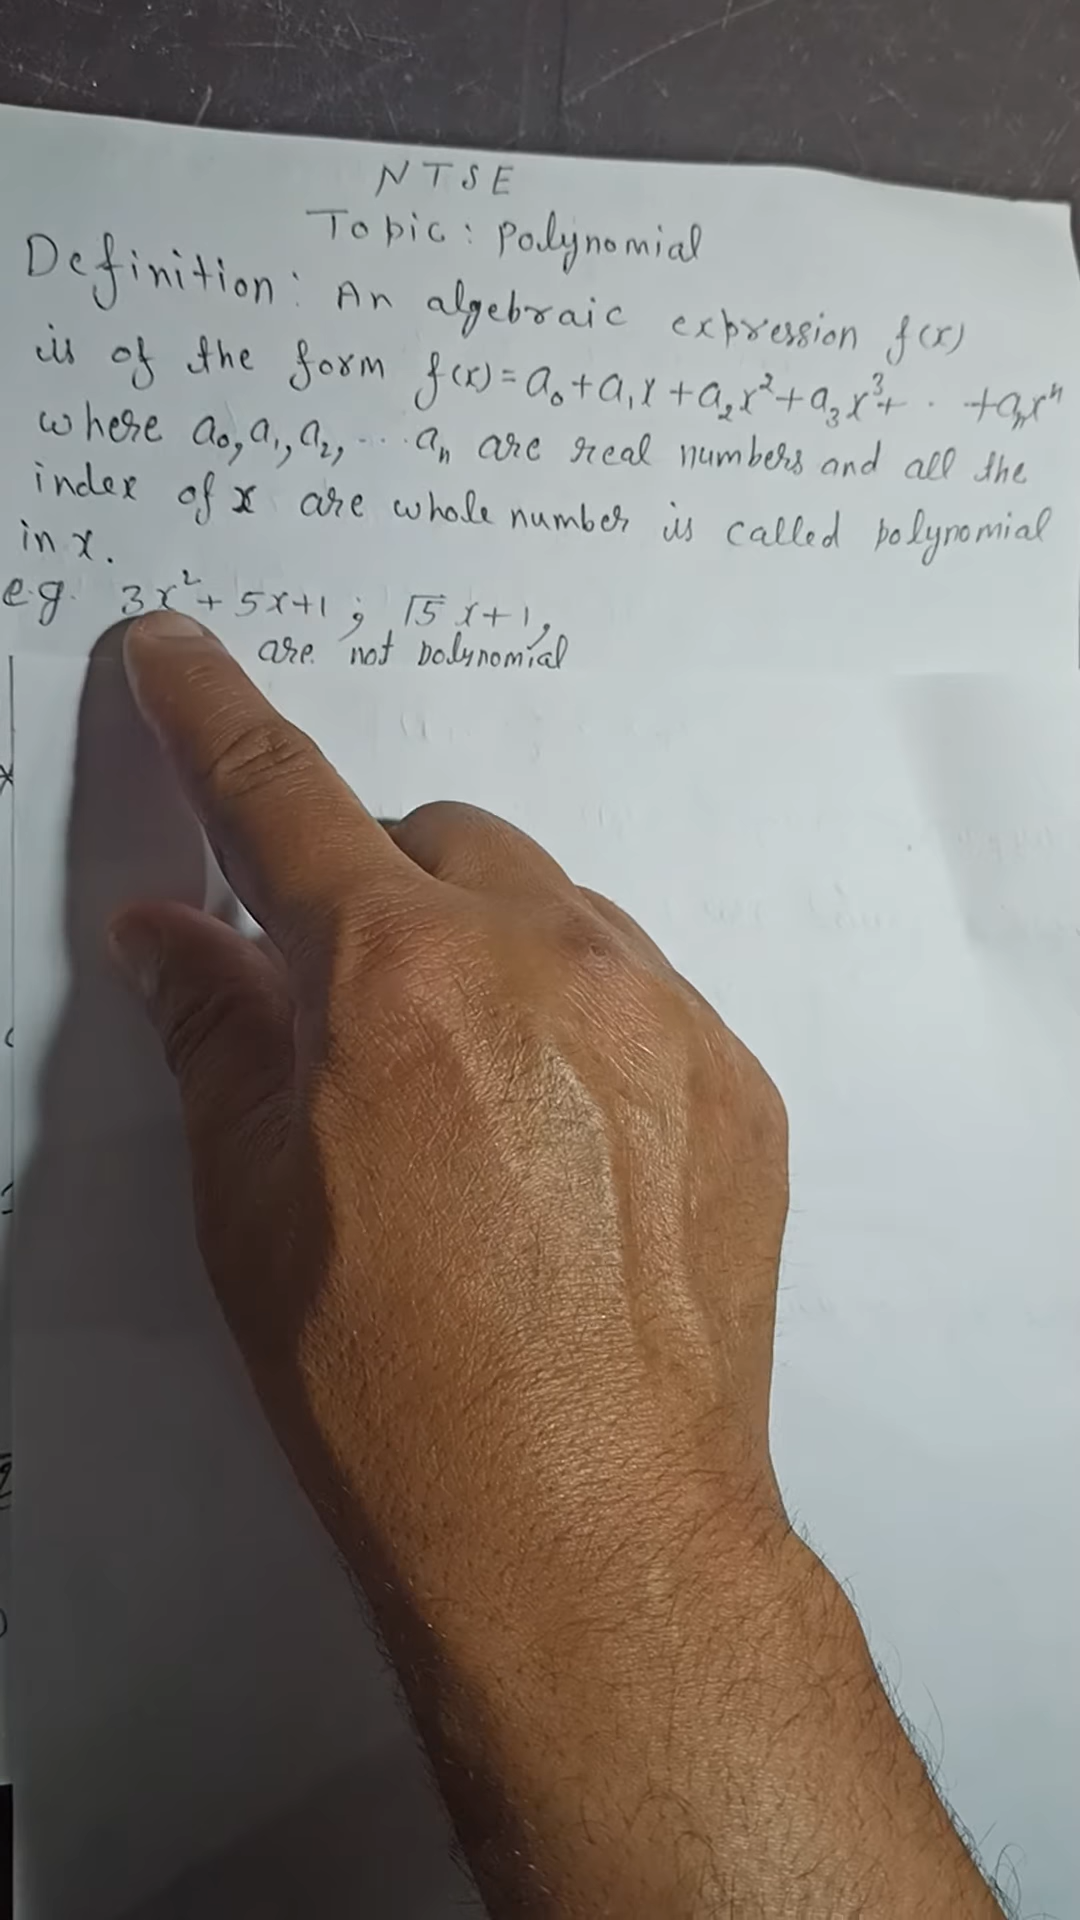 NTSE
Topic: Polynomial
Definition: An algebraic expression f(x)
is of the form f(x) = a₀ + a₁x + a₂x² + a₃x³ + . . + aₙxⁿ
where a₀, a₁, a₂, ... aₙ are real numbers and all the
index of x are whole number is called polynomial
in x.
e.g. 3x² + 5x + 1 ; √5 x + 1,
are not polynomial